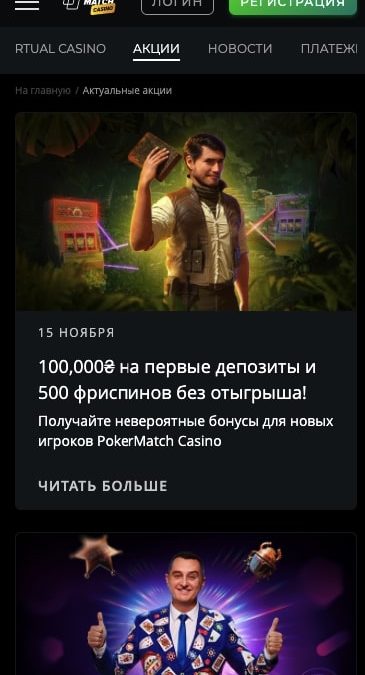 MATCH
CASINO
ЛОГИН
РЕГИСТРАЦИЯ
RTUAL CASINO АКЦИИ НОВОСТИ ПЛАТЕЖИ
На главную / Актуальные акции
15 НОЯБРЯ
100,000₴ на первые депозиты и
500 фриспинов без отыгрыша!
Получайте невероятные бонусы для новых
игроков PokerMatch Casino
ЧИТАТЬ БОЛЬШЕ